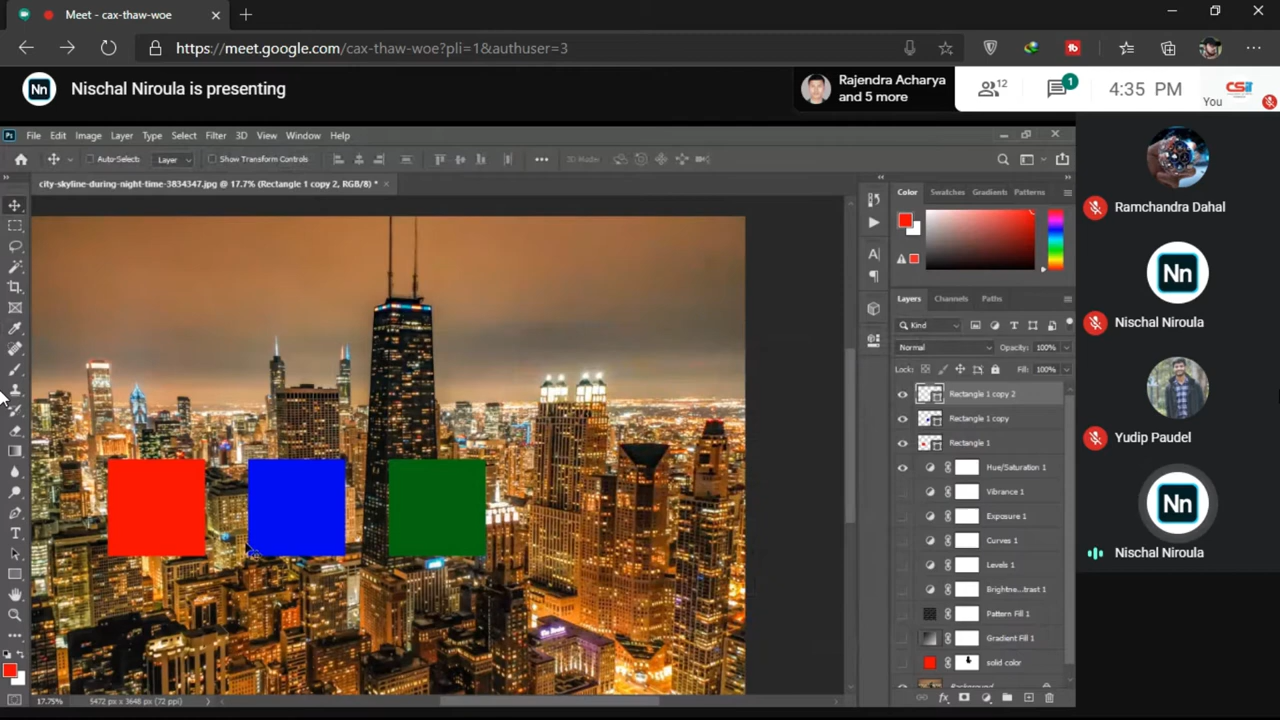 Meet - cax-thaw-woe
https://meet.google.com/cax-thaw-woe?pli=1&authuser=3
Nn
Nischal Niroula is presenting
Rajendra Acharya
and 5 more
12
1
4:35 PM
You
Ps File Edit Image Layer Type Select Filter 3D View Window Help
Auto-Select: Layer Show Transform Controls 3D Mode:
city-skyline-during-night-time-3834347.jpg @ 17.7% (Rectangle 1 copy 2, RGB/8) *
Color Swatches Gradients Patterns
Layers Channels Paths
Kind
Normal Opacity: 100%
Lock: Fill: 100%
Rectangle 1 copy 2
Rectangle 1 copy
Rectangle 1
Hue/Saturation 1
Vibrance 1
Exposure 1
Curves 1
Levels 1
Brightne...trast 1
Pattern Fill 1
Gradient Fill 1
solid color
Background
17.75% 5472 px x 3648 px (72 ppi)
Ramchandra Dahal
Nn
Nischal Niroula
Yudip Paudel
Nn
Nischal Niroula